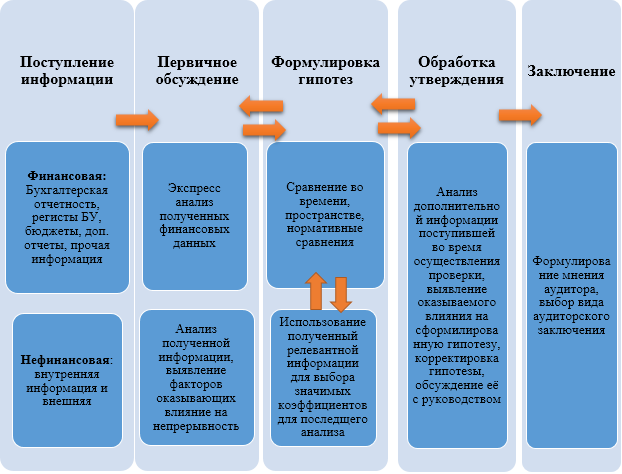 Поступление
информации
Финансовая:
Бухгалтерская
отчетность,
регисты БУ,
бюджеты, доп.
отчеты, прочая
информация
Нефинансовая:
внутренняя
информация и
внешняя
Первичное
обсуждение
Экспресс
анализ
полученных
финансовых
данных
Анализ
полученной
информации,
выявление
факторов
оказывающих
влияние на
непрерывность
Формулировка
гипотез
Сравнение во
времени,
пространстве,
нормативные
сравнения
Использование
полученный
релевантной
информации
для выбора
значимых
коэффициентов
для последщего
анализа
Обработка
утверждения
Анализ
дополнительно
й информации
поступившей
во время
осуществления
проверки,
выявление
оказываемого
влияния на
сформилирова
нную гипотезу,
корректировка
гипотезы,
обсуждение её
с руководством
Заключение
Формулирова
ние мнения
аудитора,
выбор вида
аудиторского
заключения